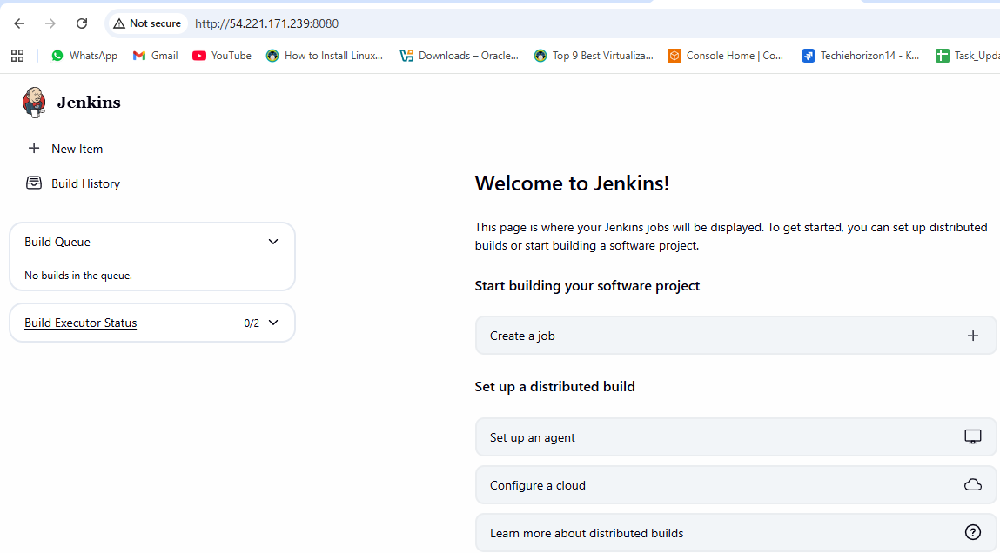 Not secure http://54.221.171.239:8080
WhatsApp Gmail YouTube How to Install Linux... Downloads – Oracle... Top 9 Best Virtualiza... Console Home | Co... Techiehorizon14 - K... Task_Upda
Jenkins
New Item
Build History
Build Queue
No builds in the queue.
Build Executor Status 0/2
Welcome to Jenkins!
This page is where your Jenkins jobs will be displayed. To get started, you can set up distributed
builds or start building a software project.
Start building your software project
Create a job
Set up a distributed build
Set up an agent
Configure a cloud
Learn more about distributed builds